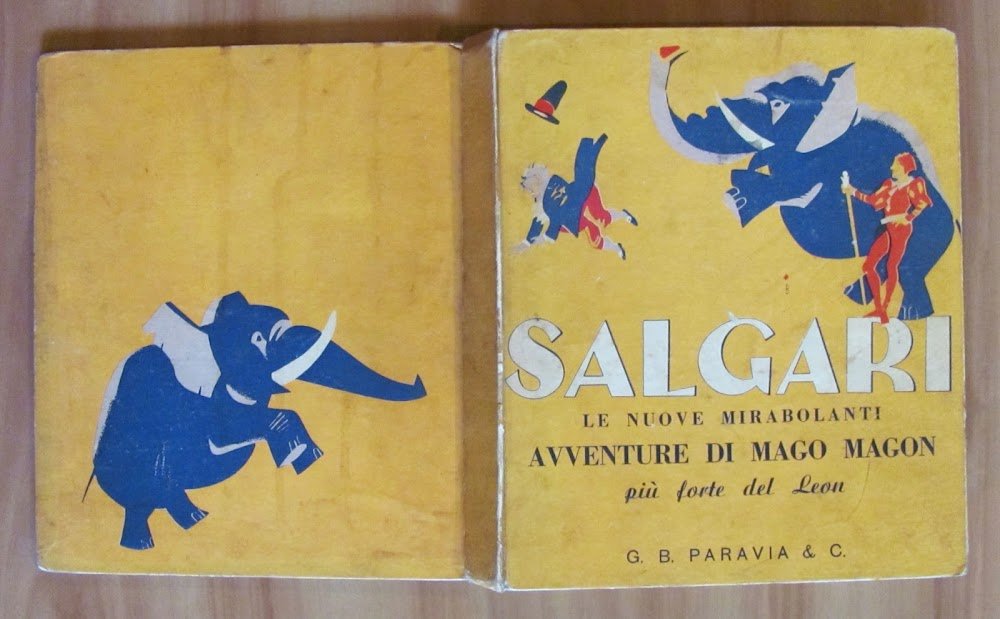 SALGARI
LE NUOVE MIRABOLANTI
AVVENTURE DI MAGO MAGON
più forte del Leon
G. B. PARAVIA & C.